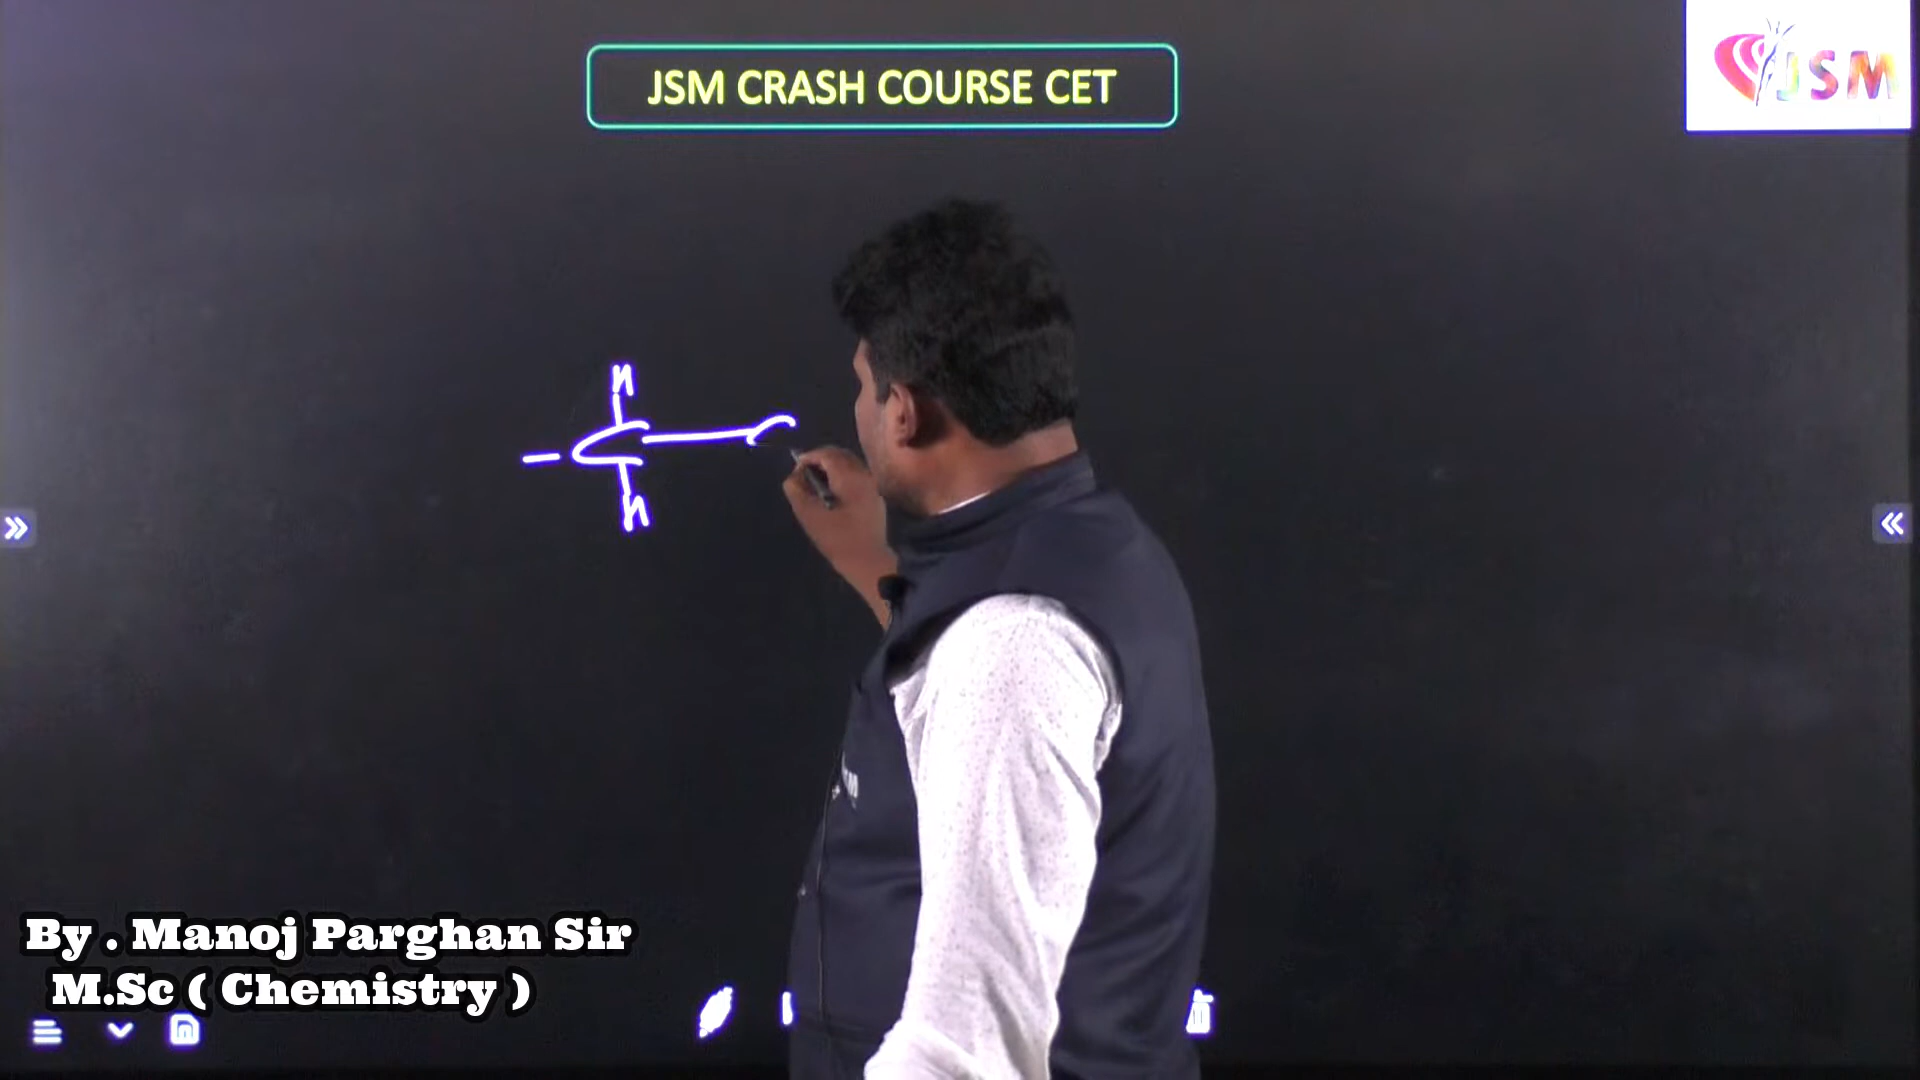 JSM CRASH COURSE CET
JSM
H
— C — C
H
By . Manoj Parghan Sir
M.Sc ( Chemistry )